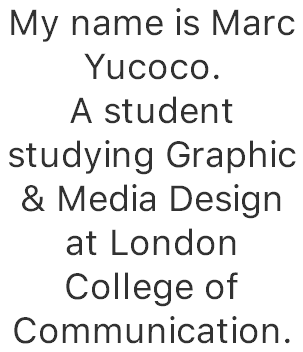 My name is Marc
Yucoco.
A student
studying Graphic
& Media Design
at London
College of
Communication.